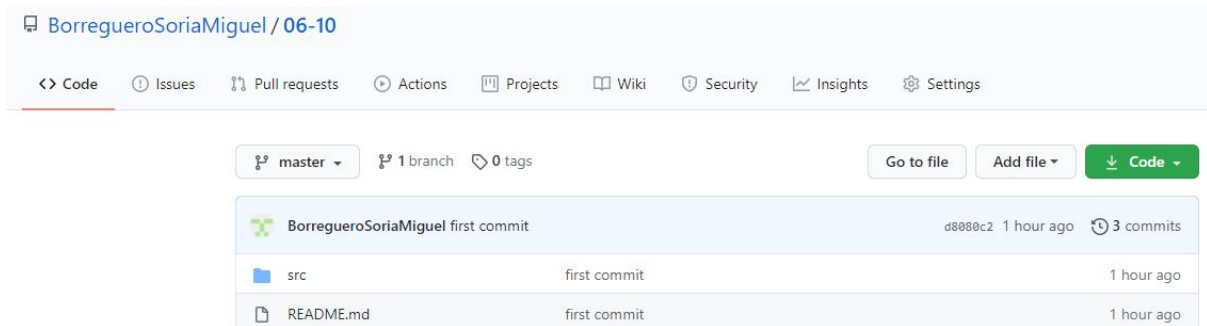 BorregueroSoriaMiguel / 06-10
Code Issues Pull requests Actions Projects Wiki Security Insights Settings
master 1 branch 0 tags Go to file Add file Code
BorregueroSoriaMiguel first commit d8080c2 1 hour ago 3 commits
src first commit 1 hour ago
README.md first commit 1 hour ago